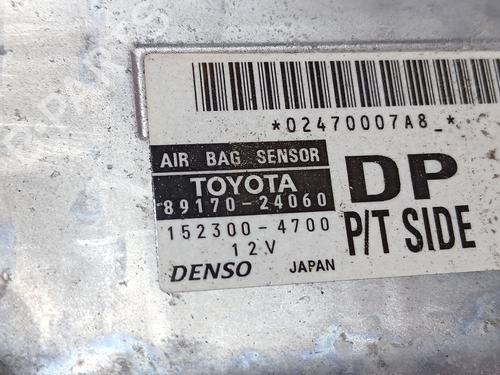 *02470007A8_*
AIR BAG SENSOR
TOYOTA
89170-24060
152300-4700
12V
DENSO JAPAN
DP
P/T SIDE